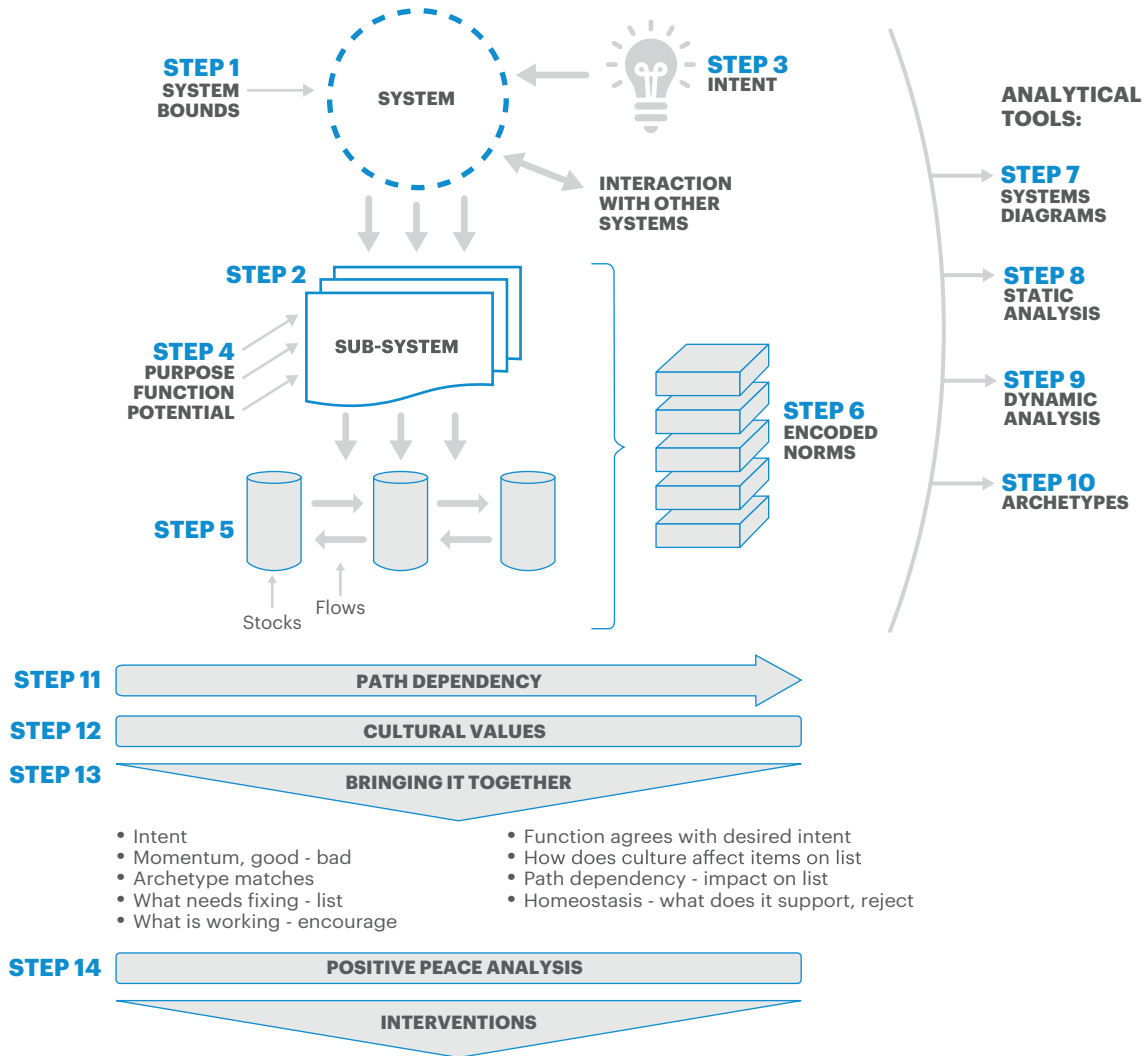 STEP 1
SYSTEM
BOUNDS
SYSTEM
STEP 3
INTENT
INTERACTION
WITH OTHER
SYSTEMS
STEP 2
SUB-SYSTEM
STEP 4
PURPOSE
FUNCTION
POTENTIAL
STEP 5
Stocks
Flows
STEP 6
ENCODED
NORMS
ANALYTICAL
TOOLS:
STEP 7
SYSTEMS
DIAGRAMS
STEP 8
STATIC
ANALYSIS
STEP 9
DYNAMIC
ANALYSIS
STEP 10
ARCHETYPES
STEP 11
PATH DEPENDENCY
STEP 12
CULTURAL VALUES
STEP 13
BRINGING IT TOGETHER
• Intent
• Momentum, good - bad
• Archetype matches
• What needs fixing - list
• What is working - encourage
• Function agrees with desired intent
• How does culture affect items on list
• Path dependency - impact on list
• Homeostasis - what does it support, reject
STEP 14
POSITIVE PEACE ANALYSIS
INTERVENTIONS